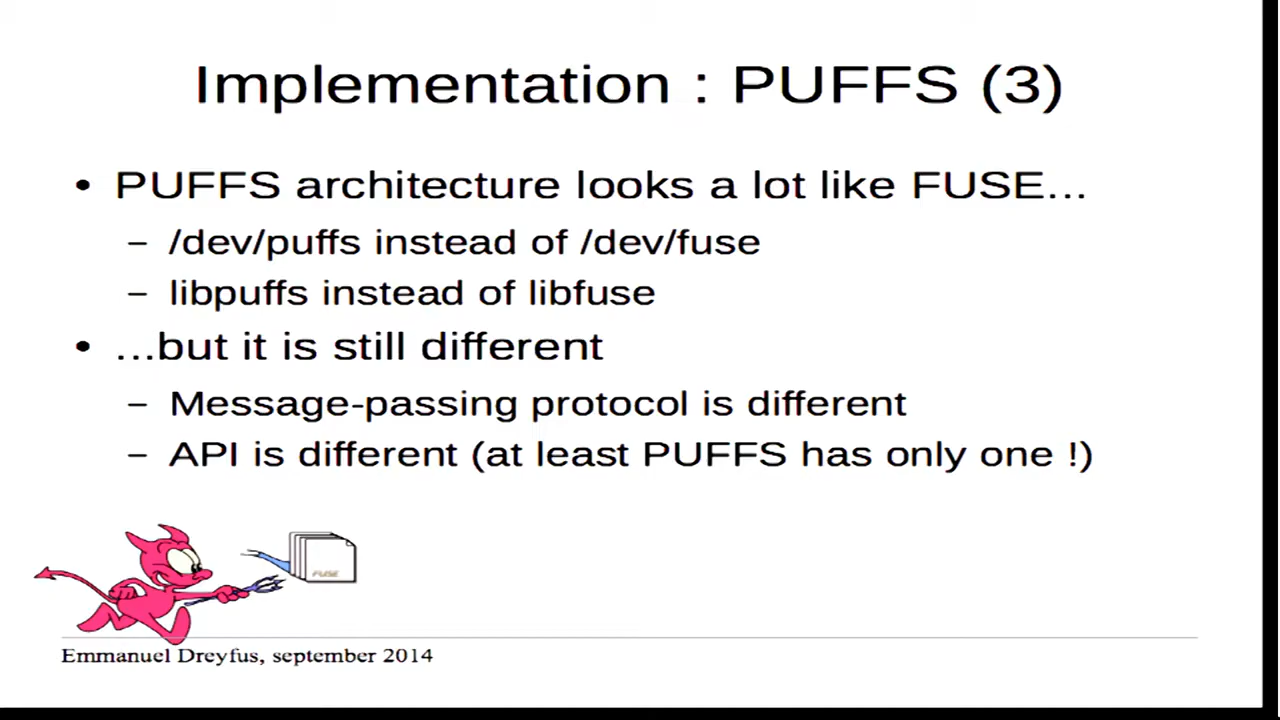 Implementation : PUFFS (3)
• PUFFS architecture looks a lot like FUSE...
– /dev/puffs instead of /dev/fuse
– libpuffs instead of libfuse
• ...but it is still different
– Message-passing protocol is different
– API is different (at least PUFFS has only one !)
FUSE
Emmanuel Dreyfus, september 2014